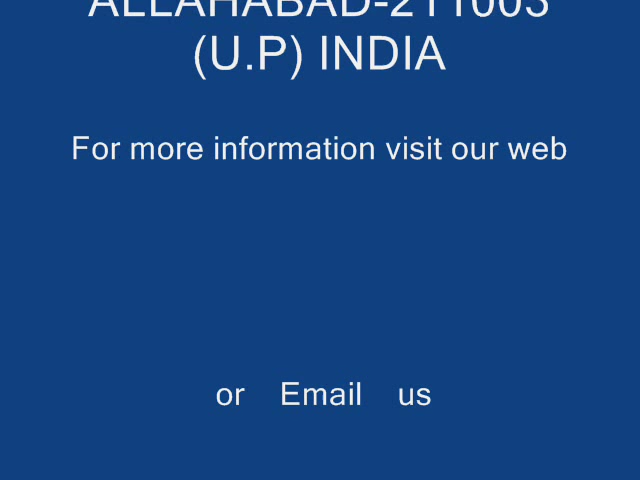 ALLAHABAD-211003
(U.P) INDIA
For more information visit our web
or Email us